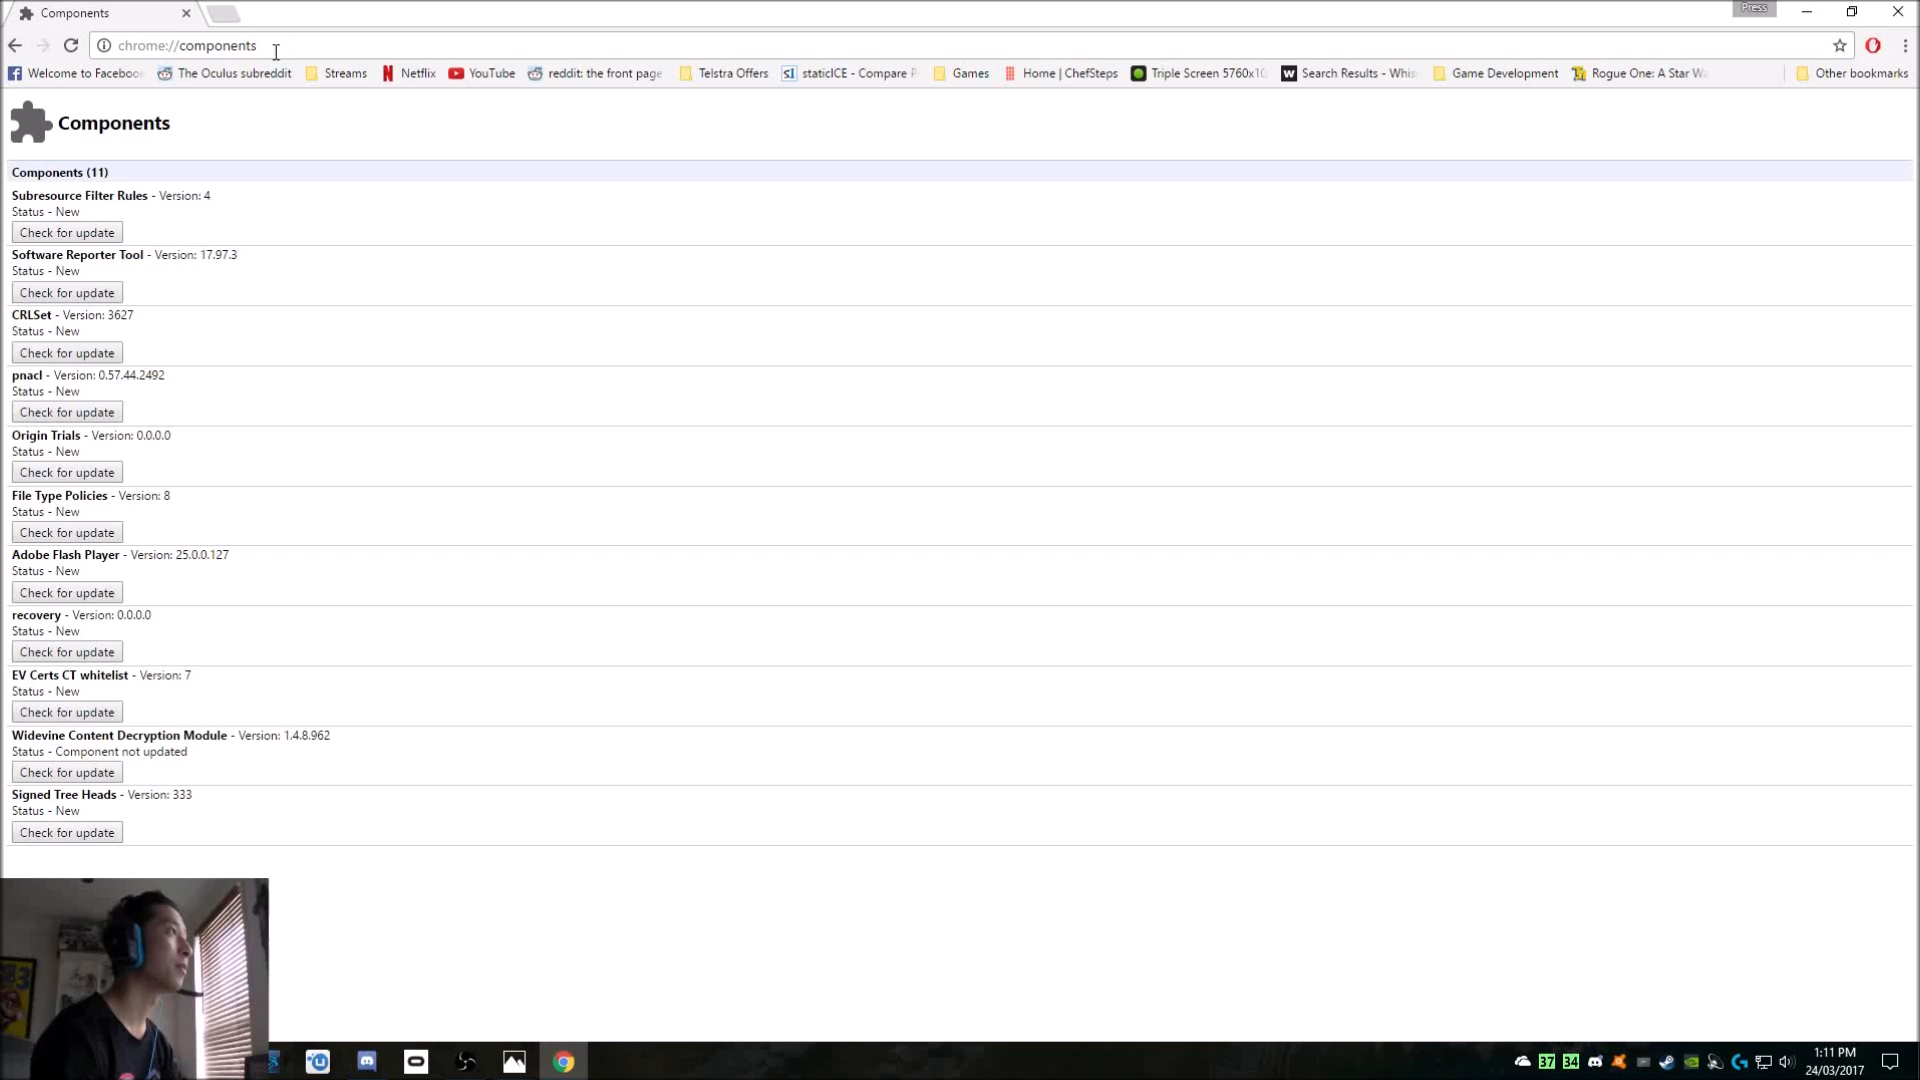 Components
Press
chrome://components
Welcome to Faceboo
The Oculus subreddit
Streams
Netflix
YouTube
reddit: the front page
Telstra Offers
staticICE - Compare P
Games
Home | ChefSteps
Triple Screen 5760x10
Search Results - Whis
Game Development
Rogue One: A Star Wa
Other bookmarks
Components
Components (11)
Subresource Filter Rules - Version: 4
Status - New
Check for update
Software Reporter Tool - Version: 17.97.3
Status - New
Check for update
CRLSet - Version: 3627
Status - New
Check for update
pnacl - Version: 0.57.44.2492
Status - New
Check for update
Origin Trials - Version: 0.0.0.0
Status - New
Check for update
File Type Policies - Version: 8
Status - New
Check for update
Adobe Flash Player - Version: 25.0.0.127
Status - New
Check for update
recovery - Version: 0.0.0.0
Status - New
Check for update
EV Certs CT whitelist - Version: 7
Status - New
Check for update
Widevine Content Decryption Module - Version: 1.4.8.962
Status - Component not updated
Check for update
Signed Tree Heads - Version: 333
Status - New
Check for update
37
34
1:11 PM
24/03/2017